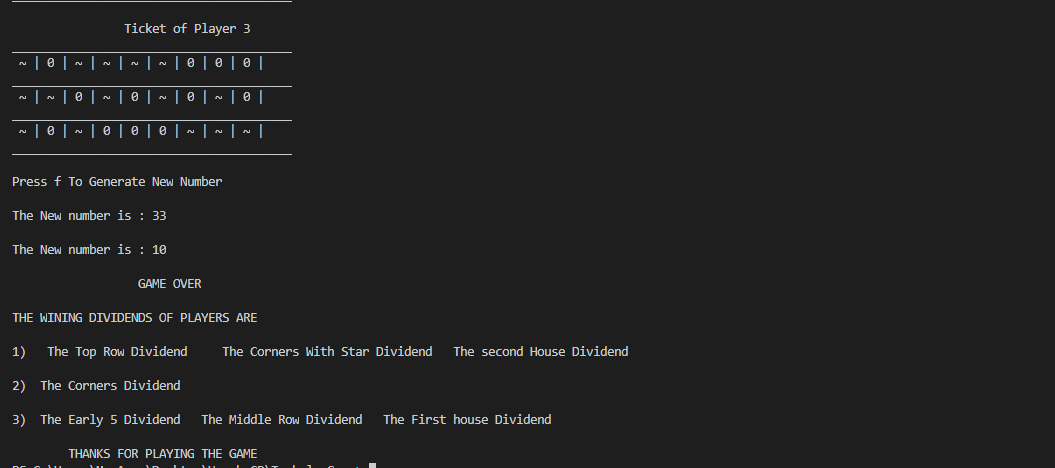 Ticket of Player 3
~ | 0 | ~ | ~ | ~ | ~ | 0 | 0 | 0 |
~ | ~ | 0 | ~ | 0 | ~ | 0 | ~ | 0 |
~ | 0 | ~ | 0 | 0 | 0 | ~ | ~ | ~ |
Press f To Generate New Number
The New number is : 33
The New number is : 10
GAME OVER
THE WINING DIVIDENDS OF PLAYERS ARE
1) The Top Row Dividend The Corners With Star Dividend The second House Dividend
2) The Corners Dividend
3) The Early 5 Dividend The Middle Row Dividend The First house Dividend
THANKS FOR PLAYING THE GAME